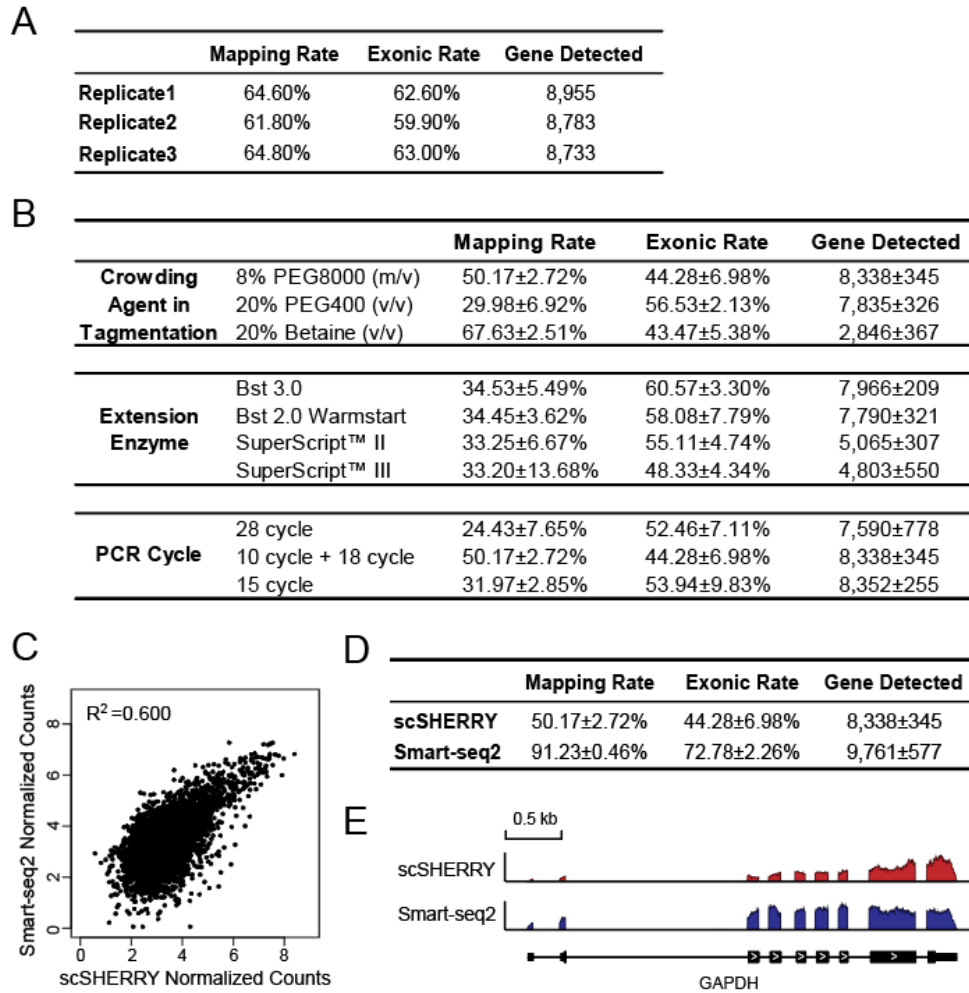 A
Mapping Rate Exonic Rate Gene Detected
Replicate1 64.60% 62.60% 8,955
Replicate2 61.80% 59.90% 8,783
Replicate3 64.80% 63.00% 8,733
B
Mapping Rate Exonic Rate Gene Detected
Crowding 8% PEG8000 (m/v) 50.17±2.72% 44.28±6.98% 8,338±345
Agent in 20% PEG400 (v/v) 29.98±6.92% 56.53±2.13% 7,835±326
Tagmentation 20% Betaine (v/v) 67.63±2.51% 43.47±5.38% 2,846±367
Bst 3.0 34.53±5.49% 60.57±3.30% 7,966±209
Extension Bst 2.0 Warmstart 34.45±3.62% 58.08±7.79% 7,790±321
Enzyme SuperScript™ II 33.25±6.67% 55.11±4.74% 5,065±307
SuperScript™ III 33.20±13.68% 48.33±4.34% 4,803±550
28 cycle 24.43±7.65% 52.46±7.11% 7,590±778
PCR Cycle 10 cycle + 18 cycle 50.17±2.72% 44.28±6.98% 8,338±345
15 cycle 31.97±2.85% 53.94±9.83% 8,352±255
C
R²=0.600
Smart-seq2 Normalized Counts
8
6
4
2
0
0 2 4 6 8
scSHERRY Normalized Counts
D
Mapping Rate Exonic Rate Gene Detected
scSHERRY 50.17±2.72% 44.28±6.98% 8,338±345
Smart-seq2 91.23±0.46% 72.78±2.26% 9,761±577
E
0.5 kb
scSHERRY
Smart-seq2
GAPDH